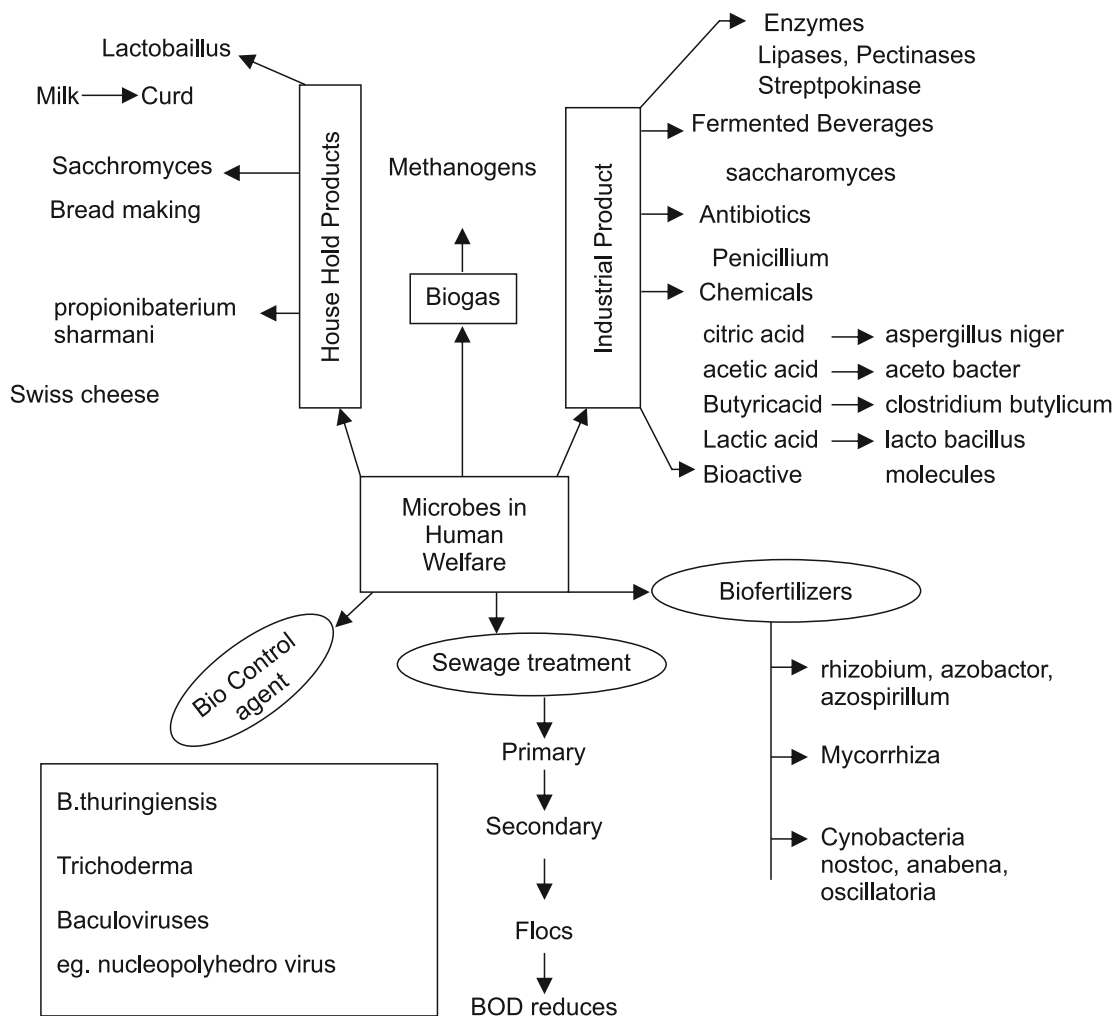 Lactobaillus
Milk Curd
Sacchromyces
Bread making
propionibaterium
sharmani
Swiss cheese
House Hold Products
Methanogens
Biogas
Industrial Product
Enzymes
Lipases, Pectinases
Streptpokinase
Fermented Beverages
saccharomyces
Antibiotics
Penicillium
Chemicals
citric acid aspergillus niger
acetic acid aceto bacter
Butyricacid clostridium butylicum
Lactic acid lacto bacillus
Bioactive molecules
Microbes in
Human
Welfare
Bio Control
agent
B.thuringiensis
Trichoderma
Baculoviruses
eg. nucleopolyhedro virus
Sewage treatment
Primary
Secondary
Flocs
BOD reduces
Biofertilizers
rhizobium, azobactor,
azospirillum
Mycorrhiza
Cynobacteria
nostoc, anabena,
oscillatoria